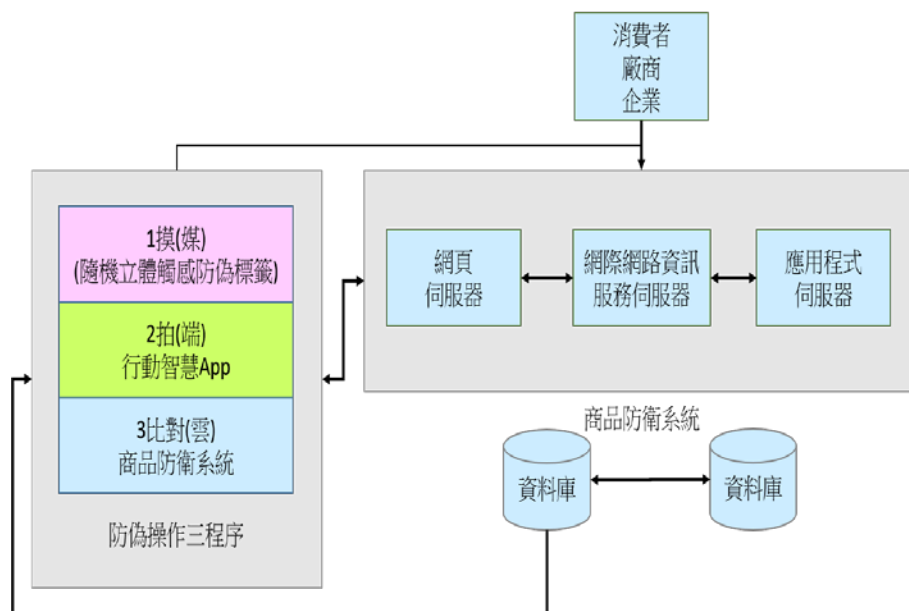 消費者
廠商
企業
1摸(媒)
(隨機立體觸感防偽標籤)
2拍(端)
行動智慧App
3比對(雲)
商品防衛系統
防偽操作三程序
網頁
伺服器
網際網路資訊
服務伺服器
應用程式
伺服器
商品防衛系統
資料庫
資料庫